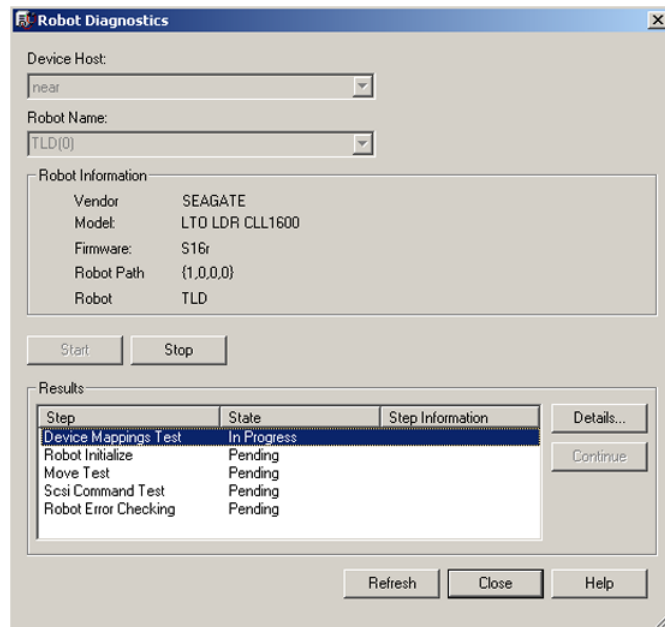 Robot Diagnostics
Device Host:
near
Robot Name:
TLD(0)
Robot Information
Vendor SEAGATE
Model: LTO LDR CLL1600
Firmware: S16r
Robot Path {1,0,0,0}
Robot TLD
Start Stop
Results
Step State Step Information
Device Mappings Test In Progress
Robot Initialize Pending
Move Test Pending
Scsi Command Test Pending
Robot Error Checking Pending
Details...
Continue
Refresh Close Help